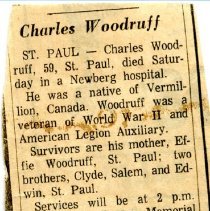 Charles Woodruff
ST. PAUL — Charles Wood-
ruff, 59, St. Paul, died Satur-
day in a Newberg hospital.
He was a native of Vermil-
lion, Canada. Woodruff was a
veteran of World War II and
American Legion Auxiliary.
Survivors are his mother, Ef-
fie Woodruff, St. Paul; two
brothers, Clyde, Salem, and Ed-
win, St. Paul.
Services will be at 2 p.m.
Memorial